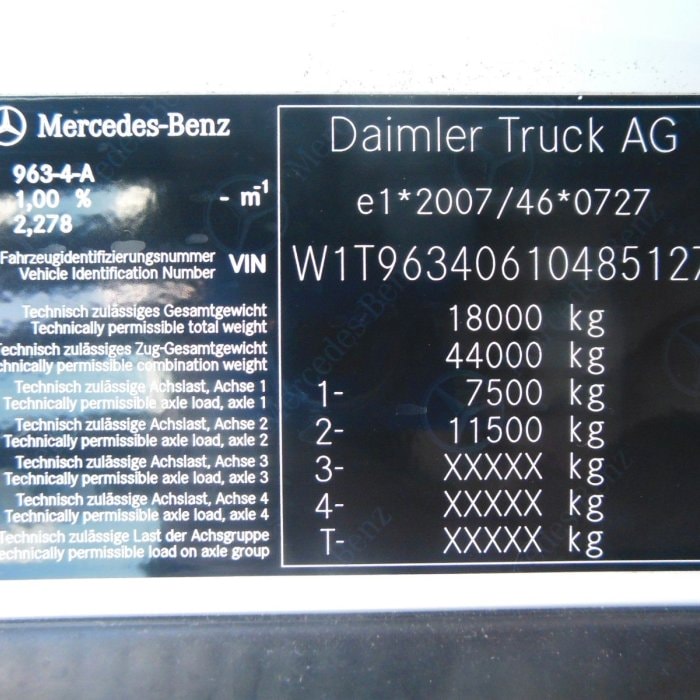 Mercedes-Benz
963-4-A
1,00 % - m-1
2,278
Fahrzeugidentifizierungsnummer
Vehicle Identification Number VIN
Technisch zulässiges Gesamtgewicht
Technically permissible total weight
Technisch zulässiges Zug-Gesamtgewicht
Technically permissible combination weight
Technisch zulässige Achslast, Achse 1
Technically permissible axle load, axle 1
Technisch zulässige Achslast, Achse 2
Technically permissible axle load, axle 2
Technisch zulässige Achslast, Achse 3
Technically permissible axle load, axle 3
Technisch zulässige Achslast, Achse 4
Technically permissible axle load, axle 4
Technisch zulässige Last der Achsgruppe
Technically permissible load on axle group
Daimler Truck AG
e1*2007/46*0727
W1T96340610485127
18000 kg
44000 kg
1- 7500 kg
2- 11500 kg
3- XXXXX kg
4- XXXXX kg
T- XXXXX kg